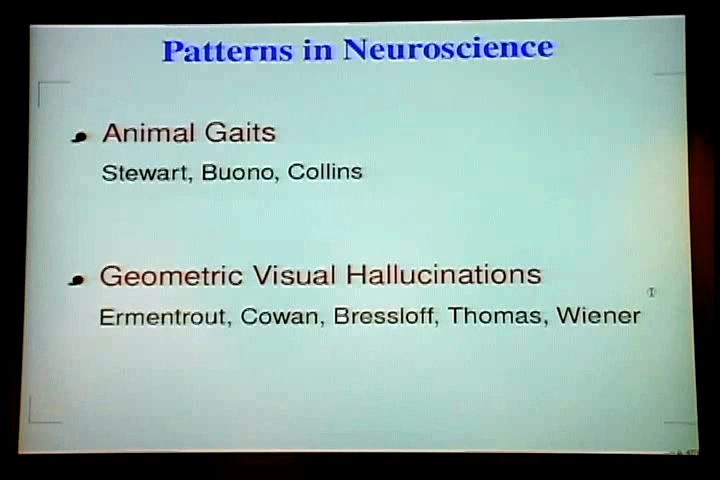 Patterns in Neuroscience
Animal Gaits
Stewart, Buono, Collins
Geometric Visual Hallucinations
Ermentrout, Cowan, Bressloff, Thomas, Wiener